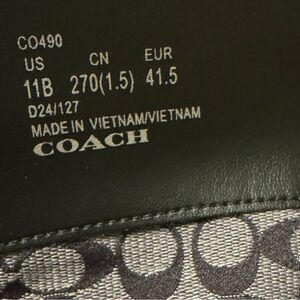 CO490
US CN EUR
11B 270(1.5) 41.5
D24/127
MADE IN VIETNAM/VIETNAM
COACH